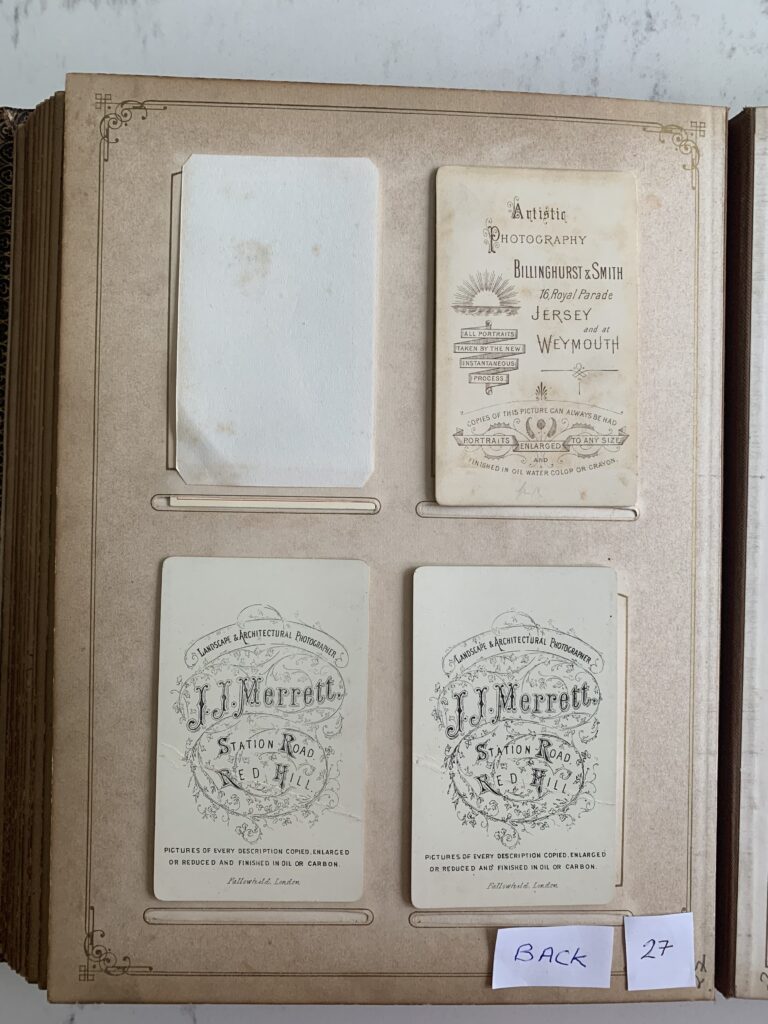 Artistic
PHOTOGRAPHY
BILLINGHURST & SMITH
16, Royal Parade
JERSEY
and at
WEYMOUTH
ALL PORTRAITS
TAKEN BY THE NEW
INSTANTANEOUS
PROCESS.
COPIES OF THIS PICTURE CAN ALWAYS BE HAD
PORTRAITS ENLARGED TO ANY SIZE
AND
FINISHED IN OIL WATER COLOR OR CRAYON.
LANDSCAPE & ARCHITECTURAL PHOTOGRAPHER
J.J. Merrett.
STATION ROAD,
RED HILL
PICTURES OF EVERY DESCRIPTION COPIED, ENLARGED
OR REDUCED AND FINISHED IN OIL OR CARBON.
Fallowfield, London
LANDSCAPE & ARCHITECTURAL PHOTOGRAPHER
J.J. Merrett.
STATION ROAD,
RED HILL
PICTURES OF EVERY DESCRIPTION COPIED, ENLARGED
OR REDUCED AND FINISHED IN OIL OR CARBON.
Fallowfield, London
BACK
27